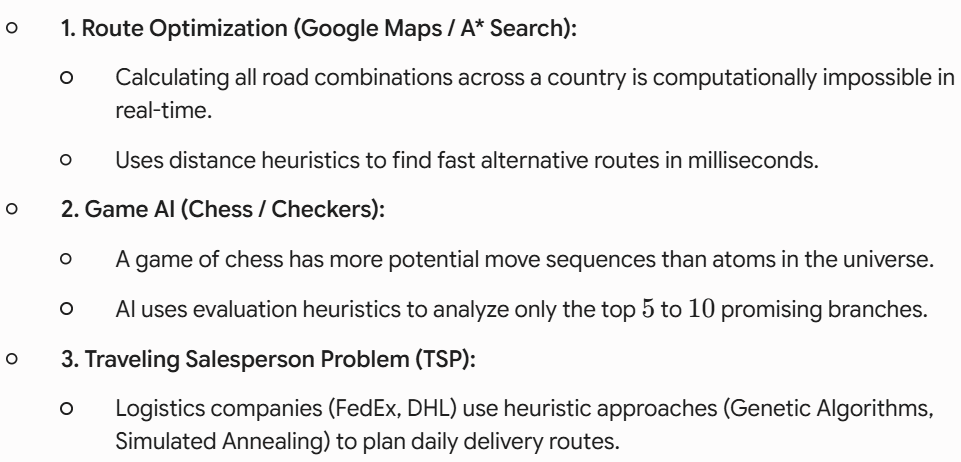 1. Route Optimization (Google Maps / A* Search):
Calculating all road combinations across a country is computationally impossible in
real-time.
Uses distance heuristics to find fast alternative routes in milliseconds.
2. Game AI (Chess / Checkers):
A game of chess has more potential move sequences than atoms in the universe.
AI uses evaluation heuristics to analyze only the top 5 to 10 promising branches.
3. Traveling Salesperson Problem (TSP):
Logistics companies (FedEx, DHL) use heuristic approaches (Genetic Algorithms,
Simulated Annealing) to plan daily delivery routes.